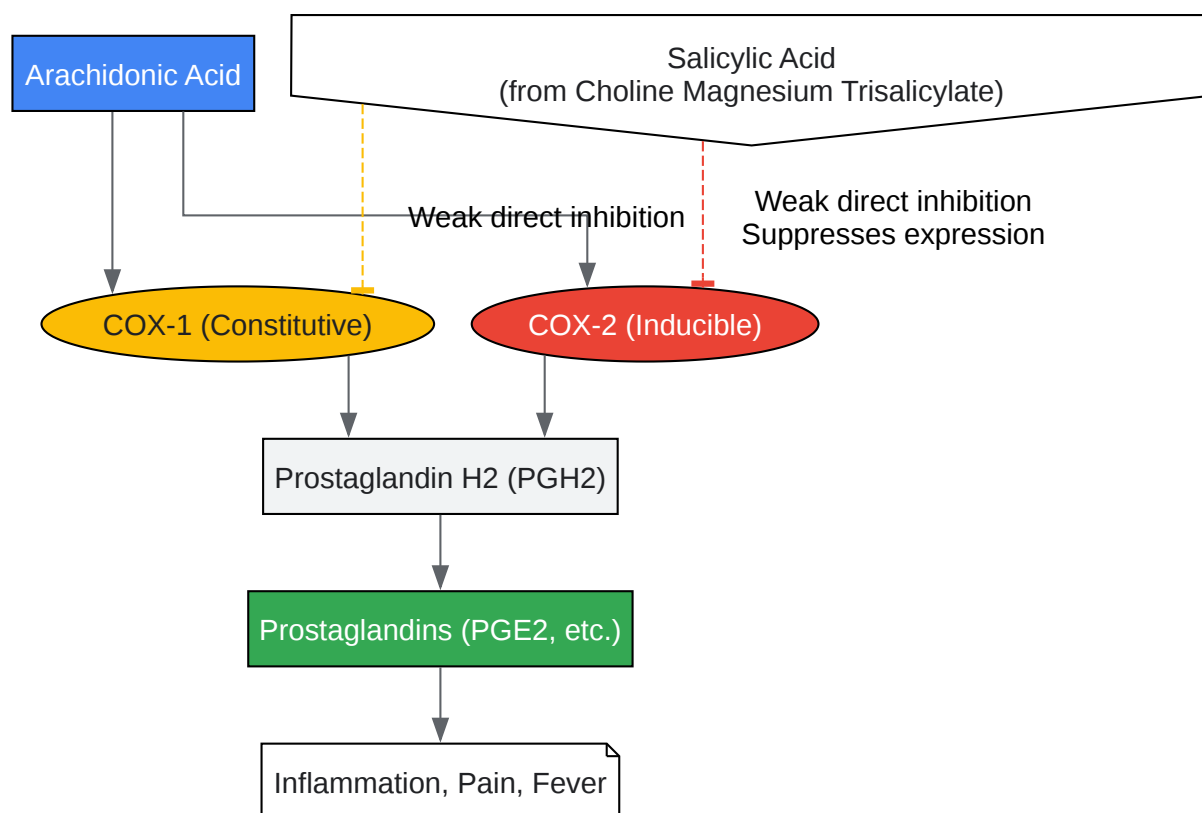 Arachidonic Acid
Salicylic Acid
(from Choline Magnesium Trisalicylate)
Weak direct inhibition
Weak direct inhibition
Suppresses expression
COX-1 (Constitutive)
COX-2 (Inducible)
Prostaglandin H2 (PGH2)
Prostaglandins (PGE2, etc.)
Inflammation, Pain, Fever